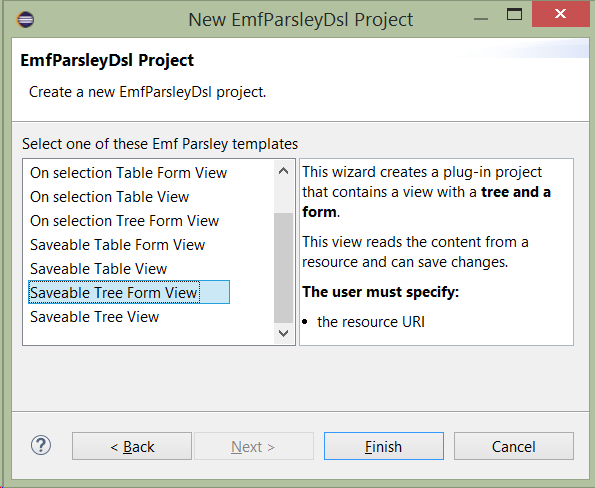 New EmfParsleyDsl Project
EmfParsleyDsl Project
Create a new EmfParsleyDsl project.
Select one of these Emf Parsley templates
On selection Table Form View
On selection Table View
On selection Tree Form View
Saveable Table Form View
Saveable Table View
Saveable Tree Form View
Saveable Tree View
This wizard creates a plug-in project
that contains a view with a tree and a
form.
This view reads the content from a
resource and can save changes.
The user must specify:
• the resource URI
? < Back Next > Finish Cancel